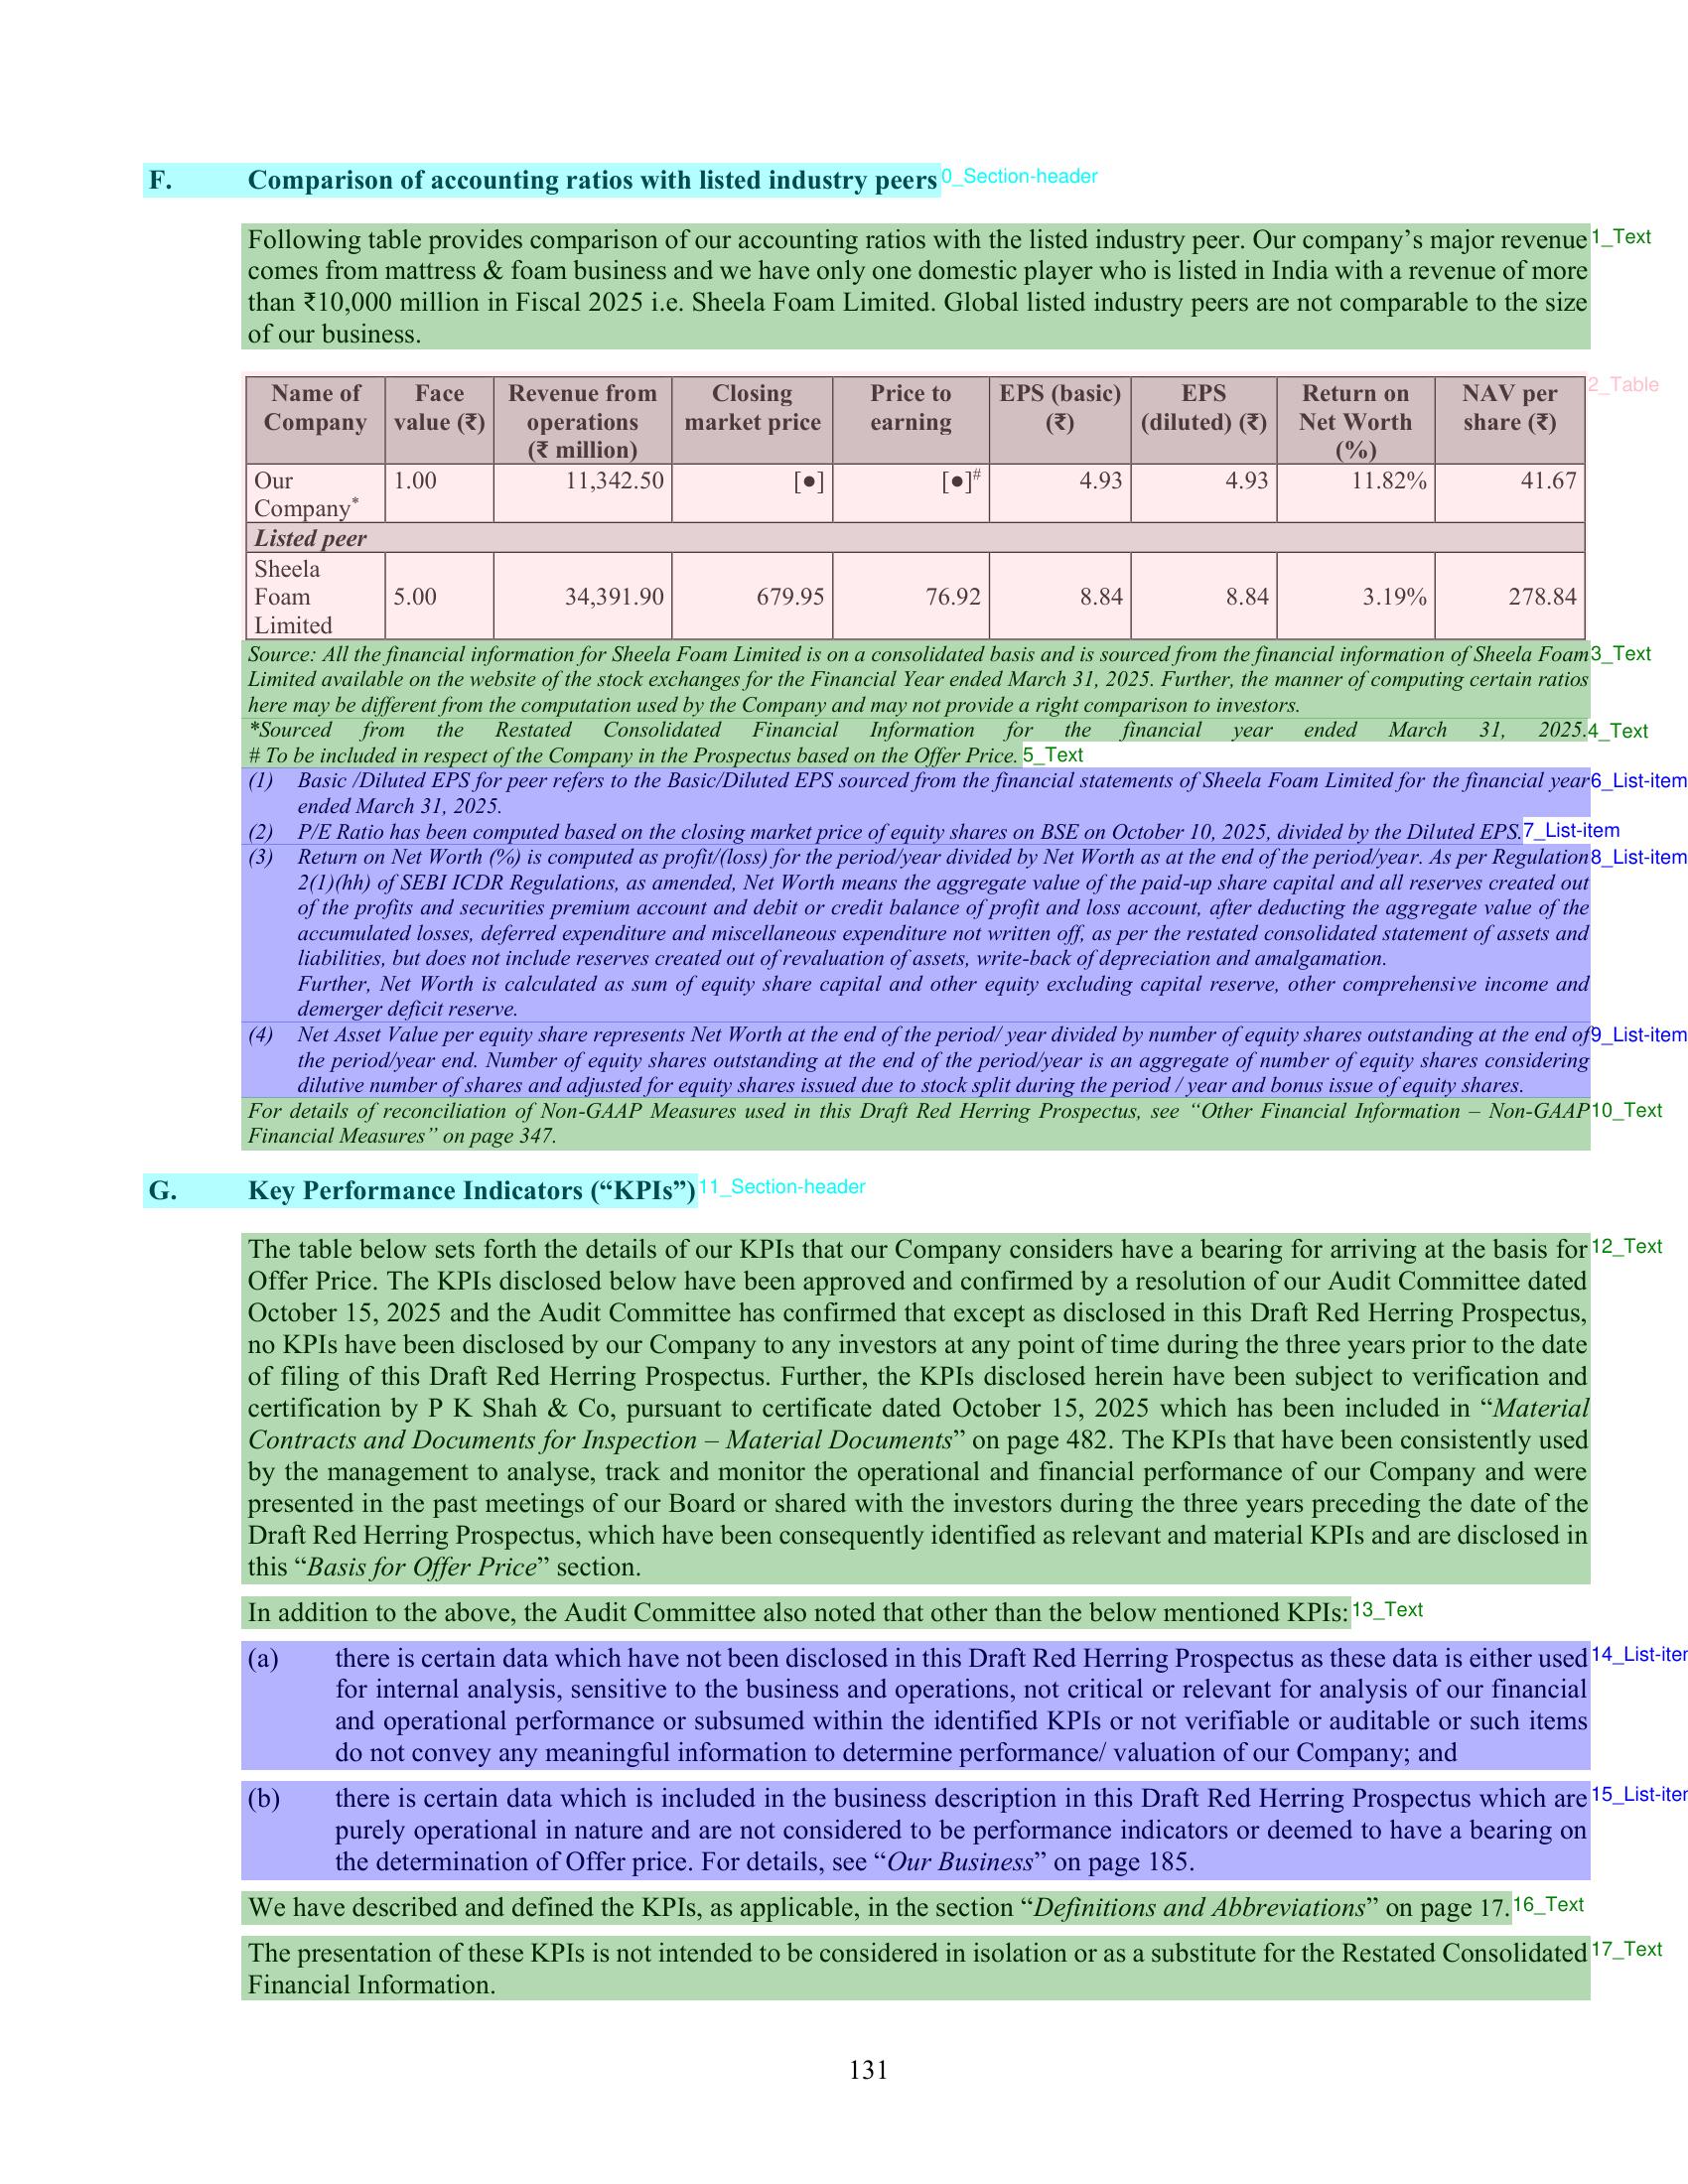 F. Comparison of accounting ratios with listed industry peers 0_Section-header
Following table provides comparison of our accounting ratios with the listed industry peer. Our company’s major revenue 1_Text
comes from mattress & foam business and we have only one domestic player who is listed in India with a revenue of more
than ₹10,000 million in Fiscal 2025 i.e. Sheela Foam Limited. Global listed industry peers are not comparable to the size
of our business.
Name of Company Face value (₹) Revenue from operations (₹ million) Closing market price Price to earning EPS (basic) (₹) EPS (diluted) (₹) Return on Net Worth (%) NAV per share (₹) 2_Table
Our Company* 1.00 11,342.50 [●] [●]# 4.93 4.93 11.82% 41.67
Listed peer
Sheela Foam Limited 5.00 34,391.90 679.95 76.92 8.84 8.84 3.19% 278.84
Source: All the financial information for Sheela Foam Limited is on a consolidated basis and is sourced from the financial information of Sheela Foam 3_Text
Limited available on the website of the stock exchanges for the Financial Year ended March 31, 2025. Further, the manner of computing certain ratios
here may be different from the computation used by the Company and may not provide a right comparison to investors.
*Sourced from the Restated Consolidated Financial Information for the financial year ended March 31, 2025. 4_Text
# To be included in respect of the Company in the Prospectus based on the Offer Price. 5_Text
(1) Basic /Diluted EPS for peer refers to the Basic/Diluted EPS sourced from the financial statements of Sheela Foam Limited for the financial year 6_List-item
ended March 31, 2025.
(2) P/E Ratio has been computed based on the closing market price of equity shares on BSE on October 10, 2025, divided by the Diluted EPS. 7_List-item
(3) Return on Net Worth (%) is computed as profit/(loss) for the period/year divided by Net Worth as at the end of the period/year. As per Regulation 8_List-item
2(1)(hh) of SEBI ICDR Regulations, as amended, Net Worth means the aggregate value of the paid-up share capital and all reserves created out
of the profits and securities premium account and debit or credit balance of profit and loss account, after deducting the aggregate value of the
accumulated losses, deferred expenditure and miscellaneous expenditure not written off, as per the restated consolidated statement of assets and
liabilities, but does not include reserves created out of revaluation of assets, write-back of depreciation and amalgamation.
Further, Net Worth is calculated as sum of equity share capital and other equity excluding capital reserve, other comprehensive income and
demerger deficit reserve.
(4) Net Asset Value per equity share represents Net Worth at the end of the period/ year divided by number of equity shares outstanding at the end of 9_List-item
the period/year end. Number of equity shares outstanding at the end of the period/year is an aggregate of number of equity shares considering
dilutive number of shares and adjusted for equity shares issued due to stock split during the period / year and bonus issue of equity shares.
For details of reconciliation of Non-GAAP Measures used in this Draft Red Herring Prospectus, see “Other Financial Information – Non-GAAP 10_Text
Financial Measures” on page 347.
G. Key Performance Indicators (“KPIs”) 11_Section-header
The table below sets forth the details of our KPIs that our Company considers have a bearing for arriving at the basis for 12_Text
Offer Price. The KPIs disclosed below have been approved and confirmed by a resolution of our Audit Committee dated
October 15, 2025 and the Audit Committee has confirmed that except as disclosed in this Draft Red Herring Prospectus,
no KPIs have been disclosed by our Company to any investors at any point of time during the three years prior to the date
of filing of this Draft Red Herring Prospectus. Further, the KPIs disclosed herein have been subject to verification and
certification by P K Shah & Co, pursuant to certificate dated October 15, 2025 which has been included in “Material
Contracts and Documents for Inspection – Material Documents” on page 482. The KPIs that have been consistently used
by the management to analyse, track and monitor the operational and financial performance of our Company and were
presented in the past meetings of our Board or shared with the investors during the three years preceding the date of the
Draft Red Herring Prospectus, which have been consequently identified as relevant and material KPIs and are disclosed in
this “Basis for Offer Price” section.
In addition to the above, the Audit Committee also noted that other than the below mentioned KPIs: 13_Text
(a) there is certain data which have not been disclosed in this Draft Red Herring Prospectus as these data is either used 14_List-iter
for internal analysis, sensitive to the business and operations, not critical or relevant for analysis of our financial
and operational performance or subsumed within the identified KPIs or not verifiable or auditable or such items
do not convey any meaningful information to determine performance/ valuation of our Company; and
(b) there is certain data which is included in the business description in this Draft Red Herring Prospectus which are 15_List-iter
purely operational in nature and are not considered to be performance indicators or deemed to have a bearing on
the determination of Offer price. For details, see “Our Business” on page 185.
We have described and defined the KPIs, as applicable, in the section “Definitions and Abbreviations” on page 17. 16_Text
The presentation of these KPIs is not intended to be considered in isolation or as a substitute for the Restated Consolidated 17_Text
Financial Information.
131